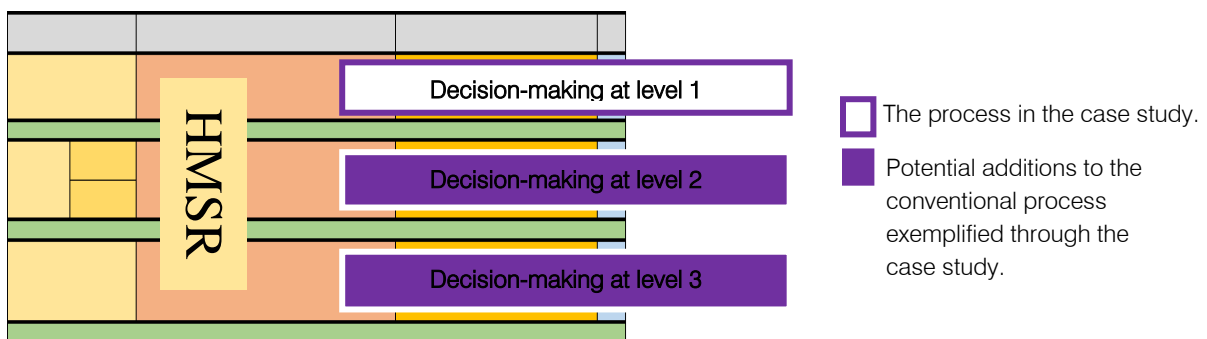 HMSR
Decision-making at level 1
Decision-making at level 2
Decision-making at level 3
The process in the case study.
Potential additions to the
conventional process
exemplified through the
case study.